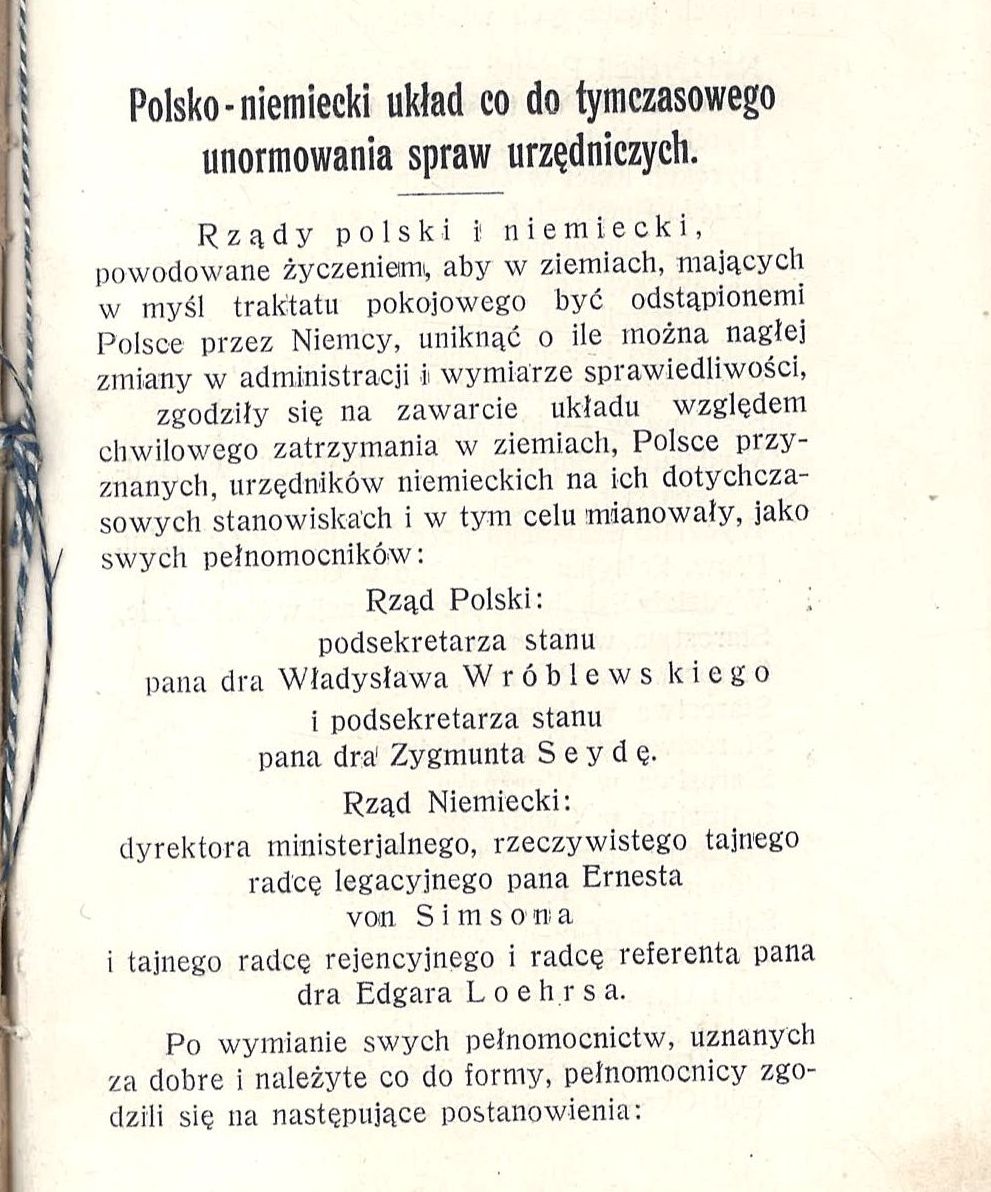 Polsko-niemiecki układ co do tymczasowego
unormowania spraw urzędniczych.
Rządy polski i niemiecki,
powodowane życzeniem, aby w ziemiach, mających
w myśl traktatu pokojowego być odstąpionemi
Polsce przez Niemcy, uniknąć o ile można nagłej
zmiany w administracji i wymiarze sprawiedliwości,
zgodziły się na zawarcie układu względem
chwilowego zatrzymania w ziemiach, Polsce przy-
znanych, urzędników niemieckich na ich dotychcza-
sowych stanowiskach i w tym celu mianowały, jako
swych pełnomocników:
Rząd Polski:
podsekretarza stanu
pana dra Władysława Wróblewskiego
i podsekretarza stanu
pana dra Zygmunta Seydę.
Rząd Niemiecki:
dyrektora ministerjalnego, rzeczywistego tajnego
radcę legacyjnego pana Ernesta
von Simsona
i tajnego radcę rejencyjnego i radcę referenta pana
dra Edgara Loehrsa.
Po wymianie swych pełnomocnictw, uznanych
za dobre i należyte co do formy, pełnomocnicy zgo-
dzili się na następujące postanowienia: